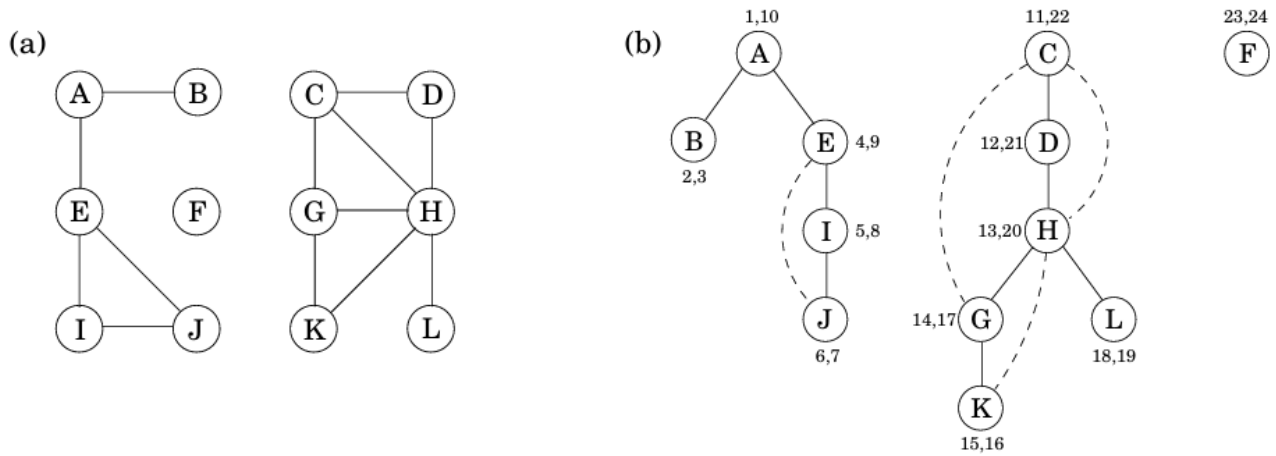 (a)
A B C D
E F G H
I J K L
(b)
1,10 11,22 23,24
A C F
B E 4,9 12,21 D
2,3
I 5,8 13,20 H
J 14,17 G L
6,7 18,19
K
15,16